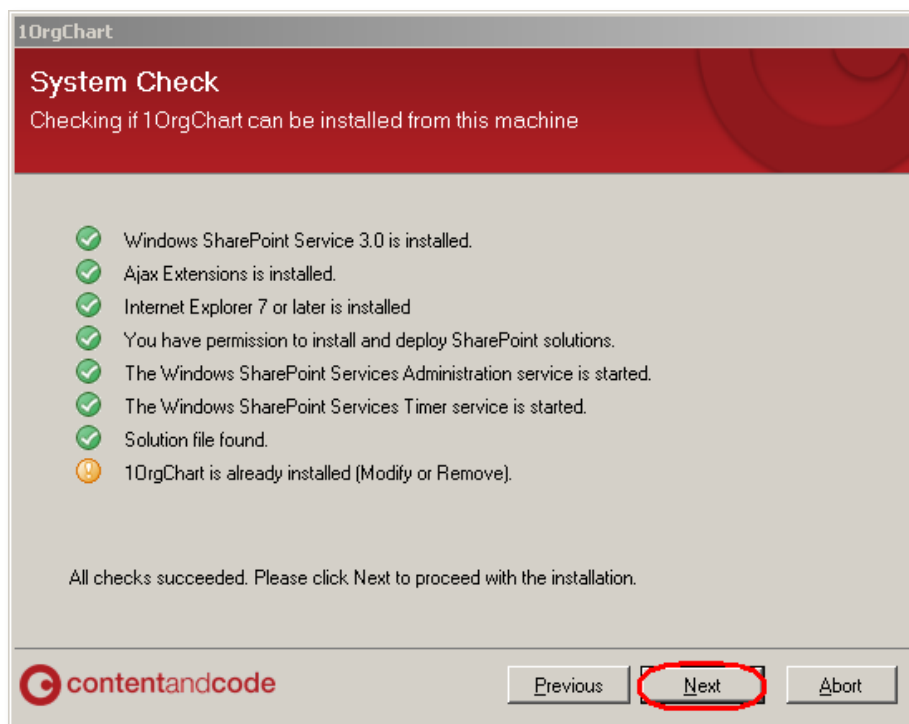 1OrgChart
System Check
Checking if 1OrgChart can be installed from this machine
Windows SharePoint Service 3.0 is installed.
Ajax Extensions is installed.
Internet Explorer 7 or later is installed
You have permission to install and deploy SharePoint solutions.
The Windows SharePoint Services Administration service is started.
The Windows SharePoint Services Timer service is started.
Solution file found.
1OrgChart is already installed (Modify or Remove).
All checks succeeded. Please click Next to proceed with the installation.
contentandcode
Previous
Next
Abort